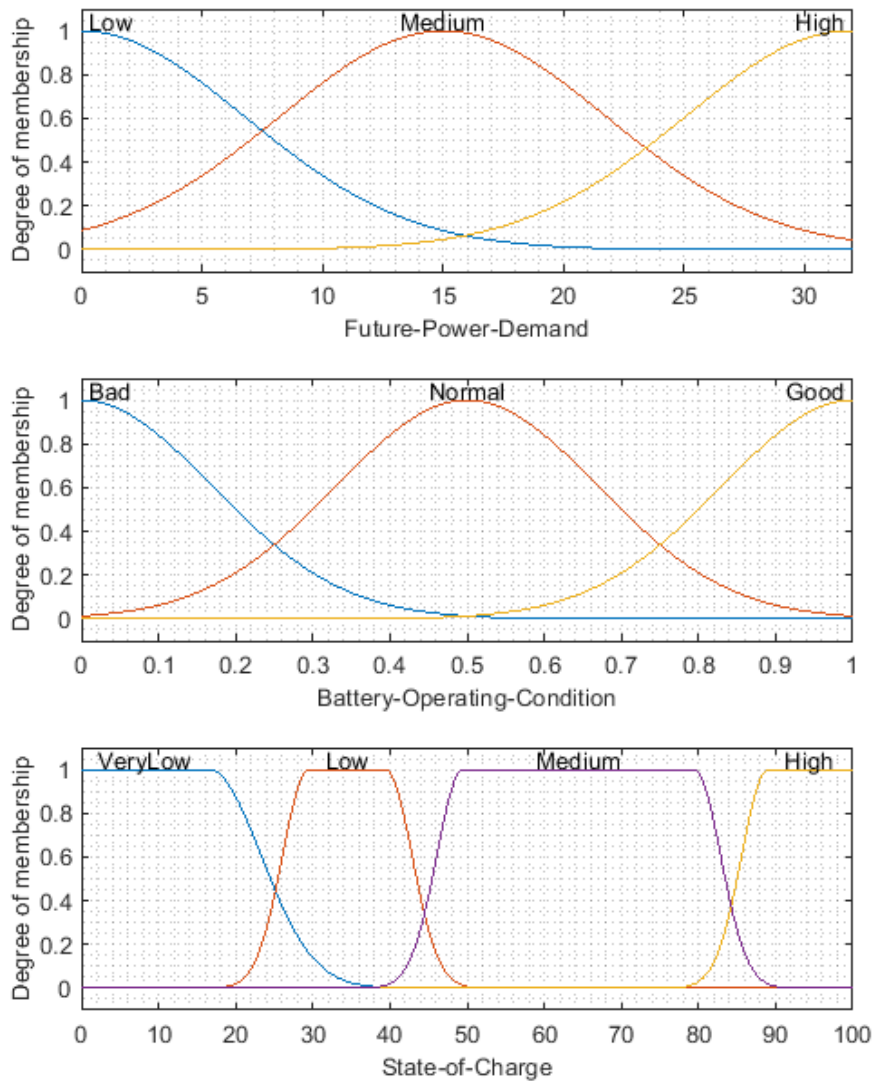 Low Medium High
1
0.8
0.6
0.4
0.2
0
Degree of membership
0 5 10 15 20 25 30
Future-Power-Demand
Bad Normal Good
1
0.8
0.6
0.4
0.2
0
Degree of membership
0 0.1 0.2 0.3 0.4 0.5 0.6 0.7 0.8 0.9 1
Battery-Operating-Condition
VeryLow Low Medium High
1
0.8
0.6
0.4
0.2
0
Degree of membership
0 10 20 30 40 50 60 70 80 90 100
State-of-Charge